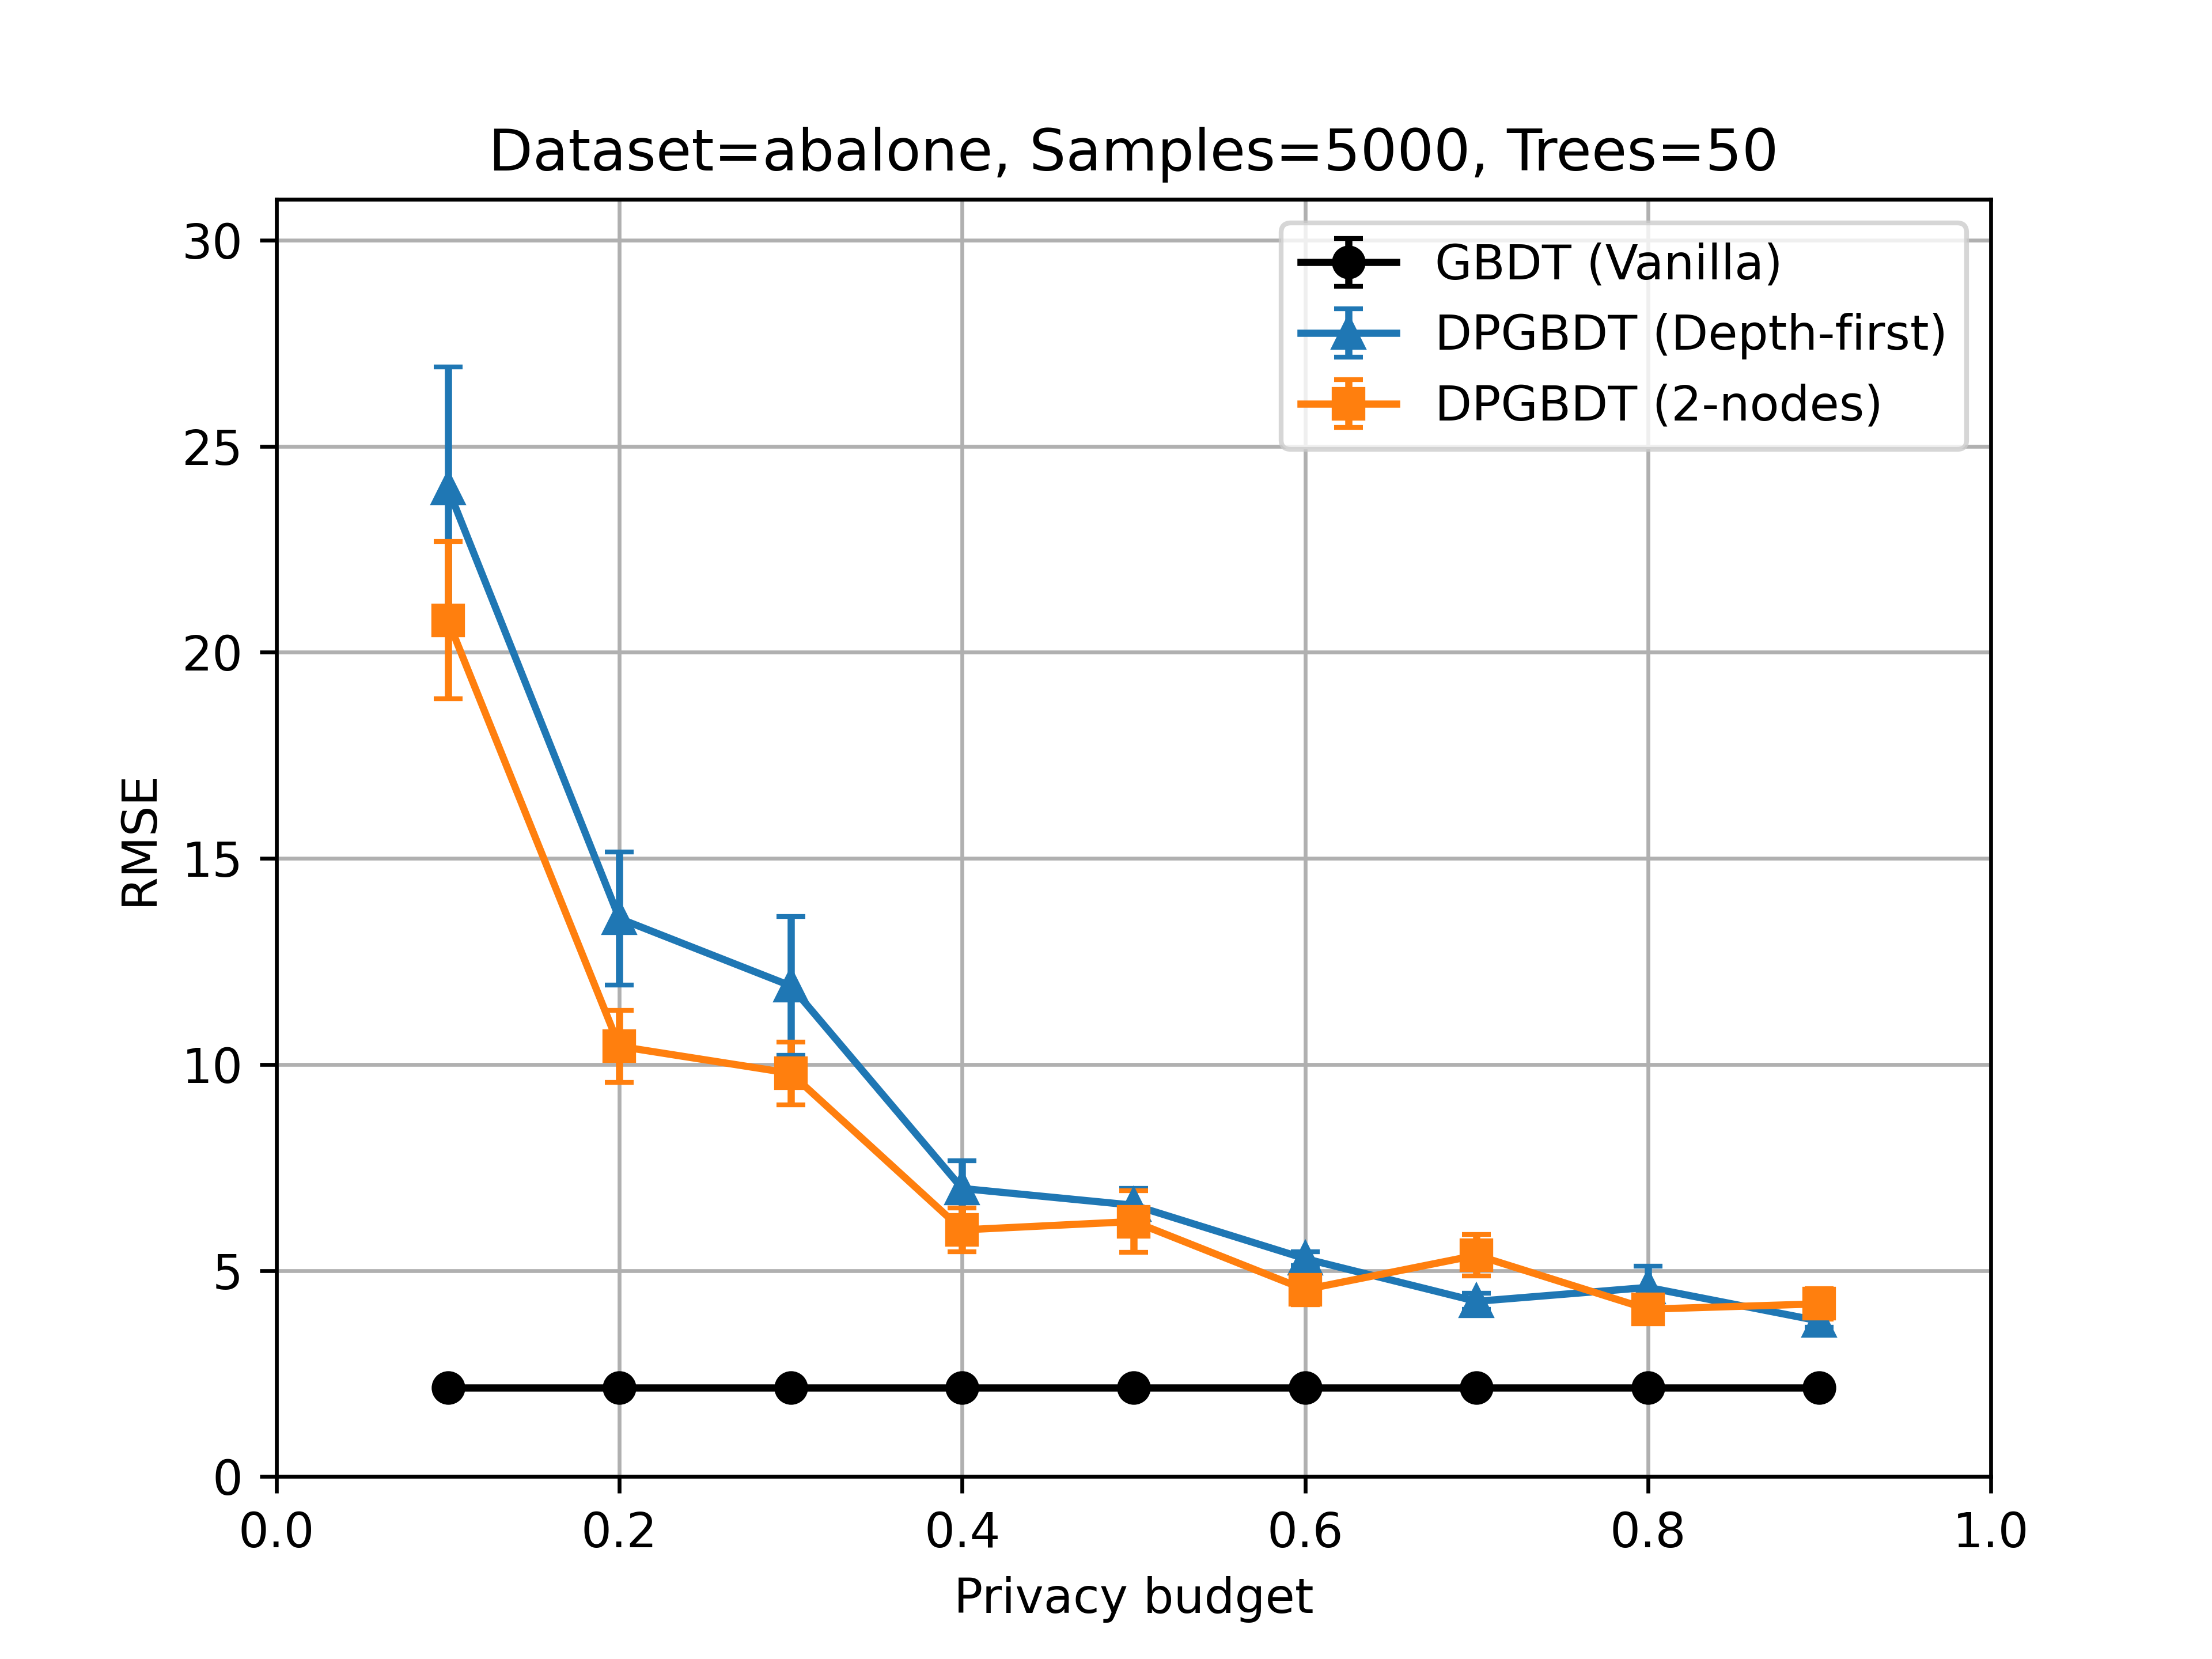 Dataset=abalone, Samples=5000, Trees=50
GBDT (Vanilla)
DPGBDT (Depth-first)
DPGBDT (2-nodes)
RMSE
30
25
20
15
10
5
0
0.0 0.2 0.4 0.6 0.8 1.0
Privacy budget